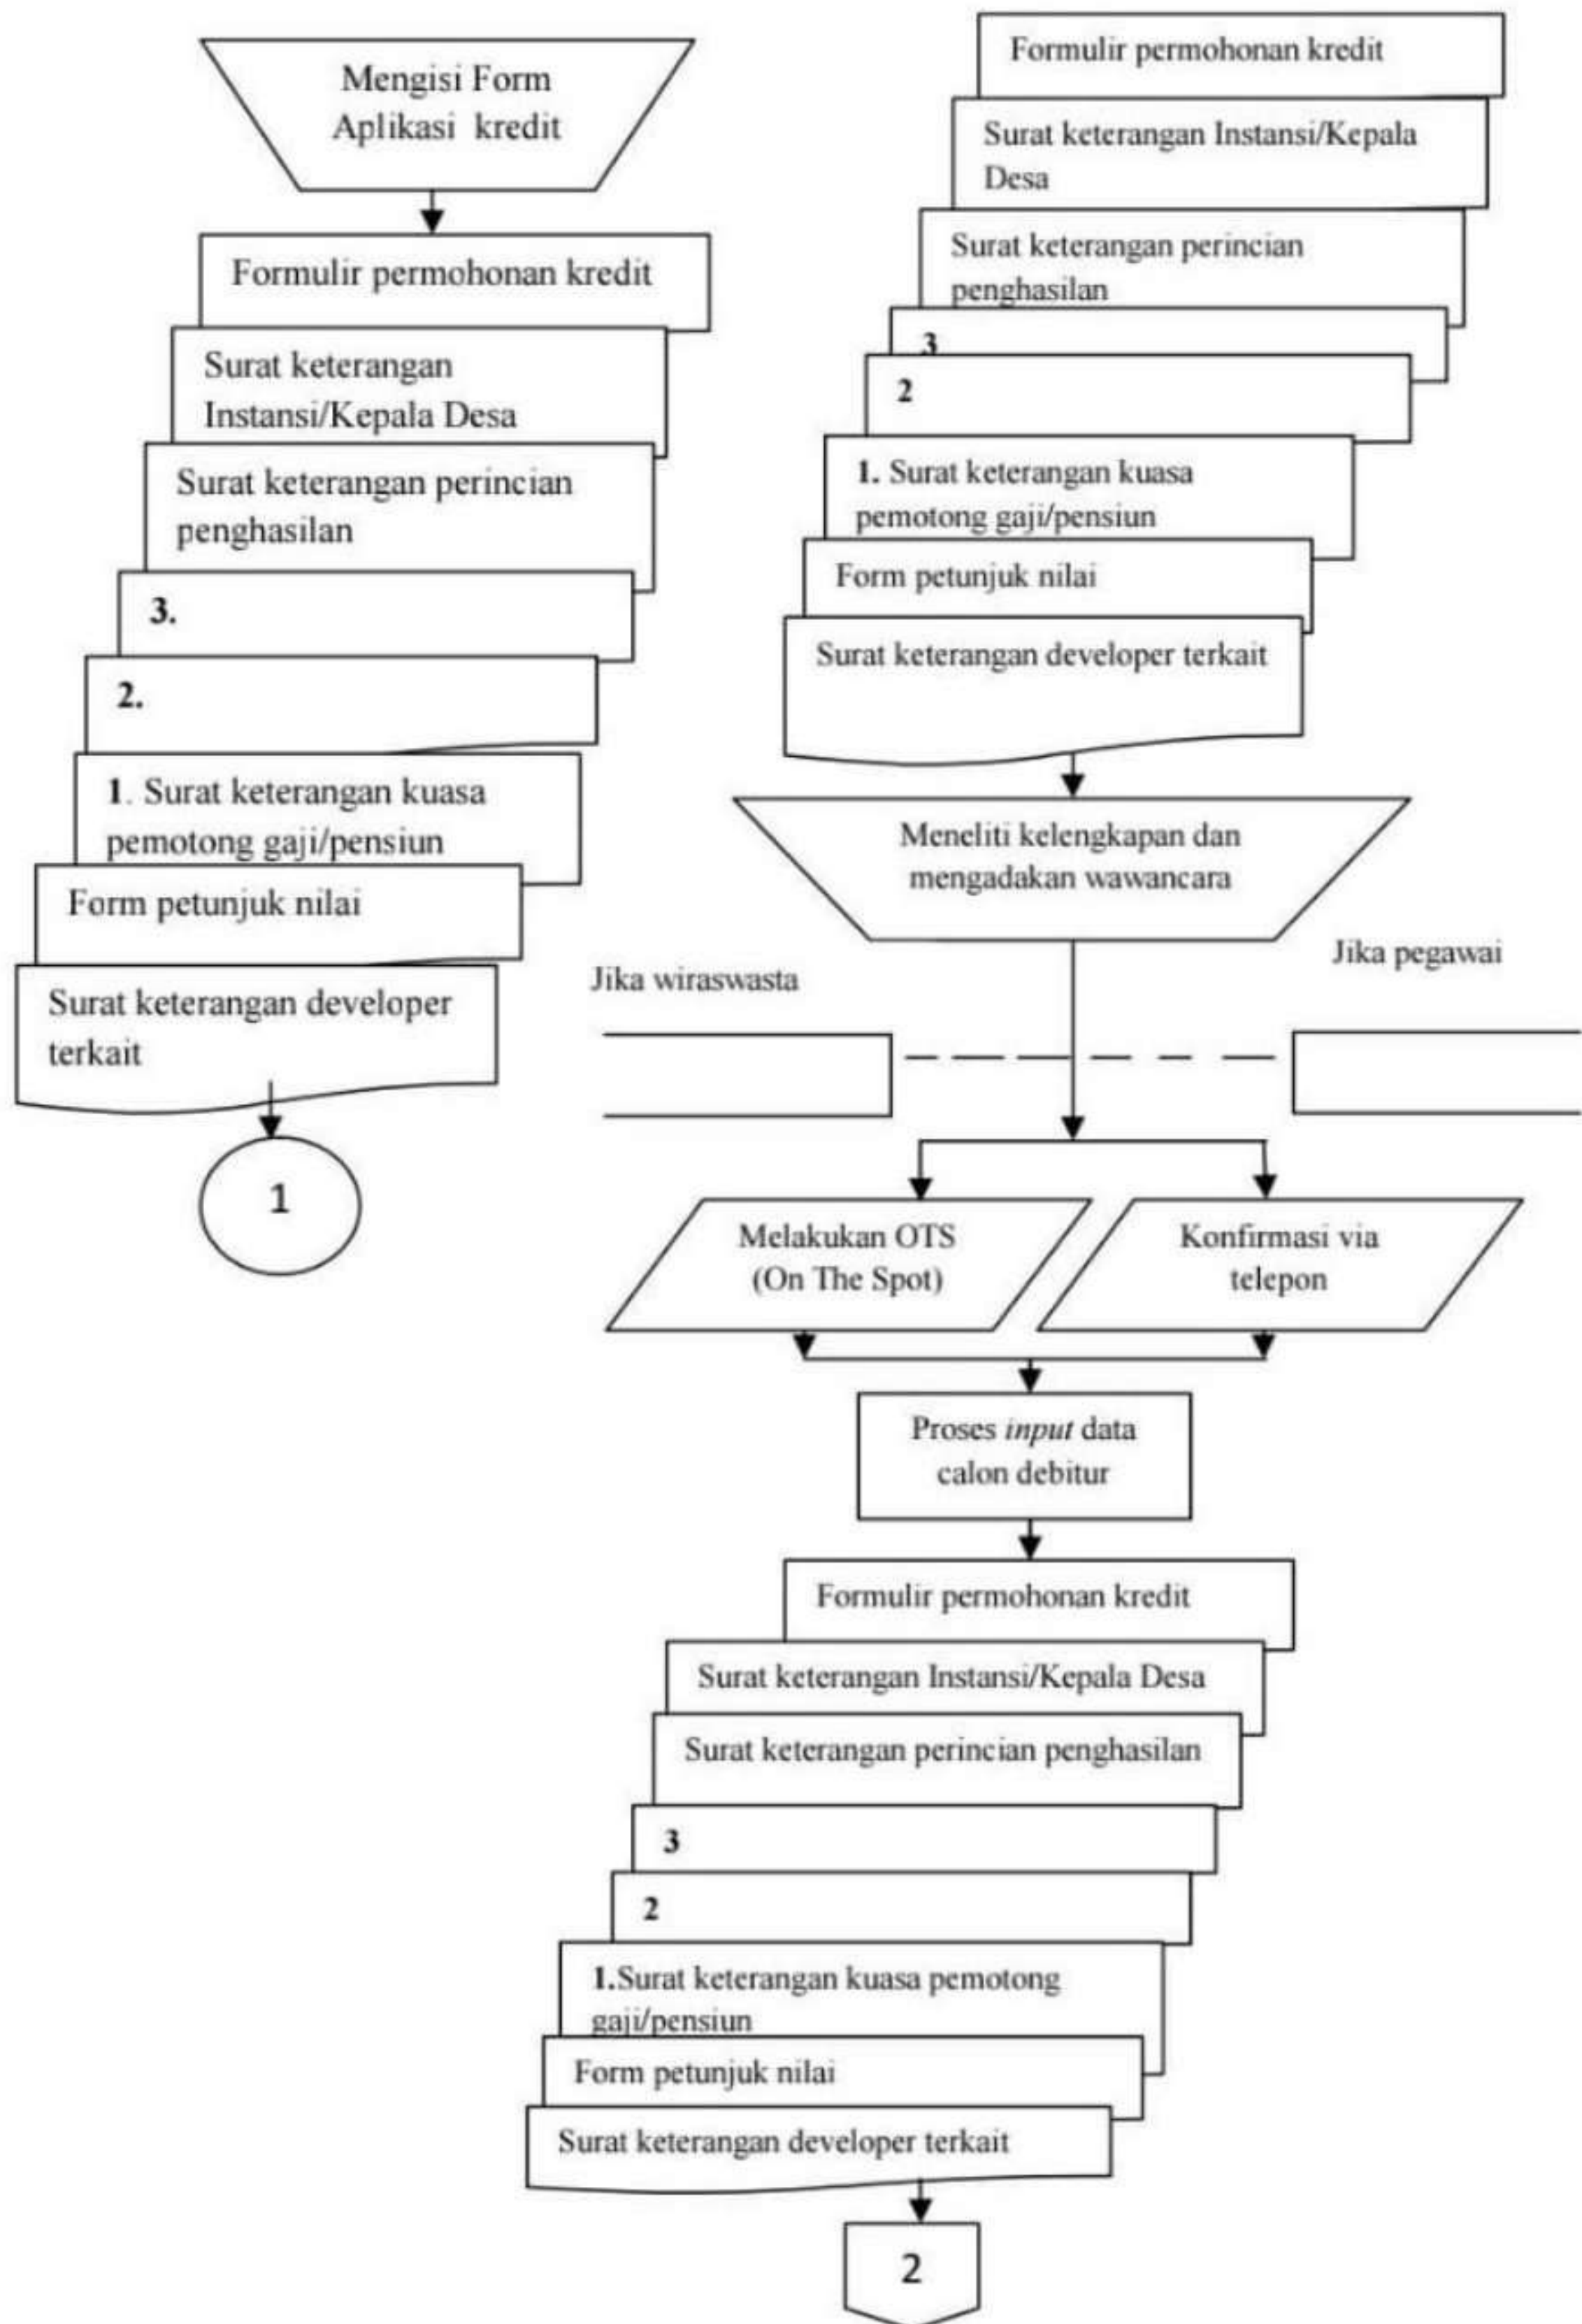 Mengisi Form
Aplikasi kredit
Formulir permohonan kredit
Surat keterangan
Instansi/Kepala Desa
Surat keterangan perincian
penghasilan
3.
2.
1. Surat keterangan kuasa
pemotong gaji/pensiun
Form petunjuk nilai
Surat keterangan developer
terkait
1
Formulir permohonan kredit
Surat keterangan Instansi/Kepala
Desa
Surat keterangan perincian
penghasilan
3
2
1. Surat keterangan kuasa
pemotong gaji/pensiun
Form petunjuk nilai
Surat keterangan developer terkait
Meneliti kelengkapan dan
mengadakan wawancara
Jika wiraswasta
Jika pegawai
Melakukan OTS
(On The Spot)
Konfirmasi via
telepon
Proses input data
calon debitur
Formulir permohonan kredit
Surat keterangan Instansi/Kepala Desa
Surat keterangan perincian penghasilan
3
2
1.Surat keterangan kuasa pemotong
gaji/pensiun
Form petunjuk nilai
Surat keterangan developer terkait
2